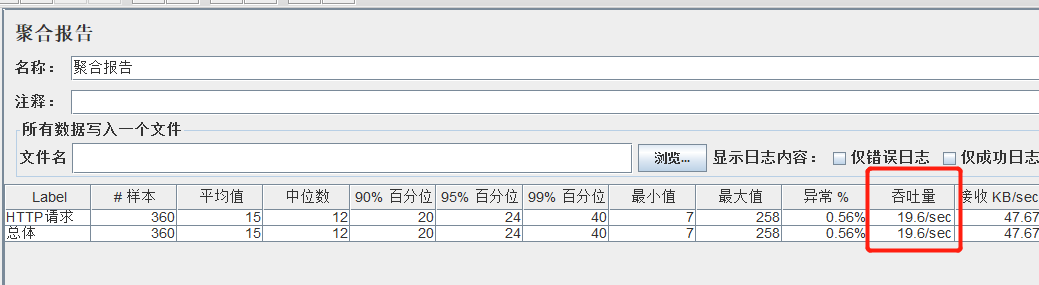 聚合报告
名称： 聚合报告
注释：
所有数据写入一个文件
文件名 浏览... 显示日志内容： 仅错误日志 仅成功日志
Label # 样本 平均值 中位数 90% 百分位 95% 百分位 99% 百分位 最小值 最大值 异常 % 吞吐量 接收 KB/sec
HTTP请求 360 15 12 20 24 40 7 258 0.56% 19.6/sec 47.67
总体 360 15 12 20 24 40 7 258 0.56% 19.6/sec 47.67